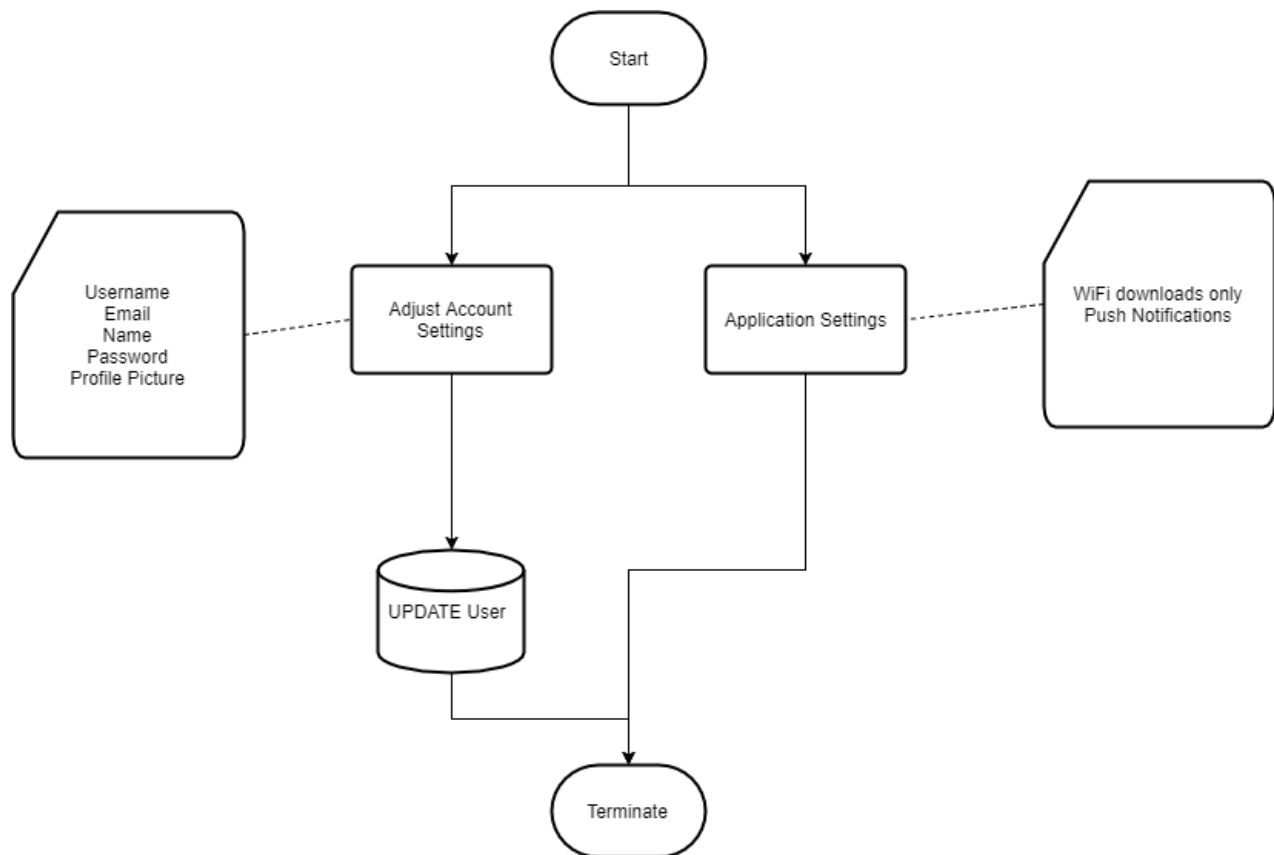 Start
Username
Email
Name
Password
Profile Picture
Adjust Account
Settings
Application Settings
WiFi downloads only
Push Notifications
UPDATE User
Terminate